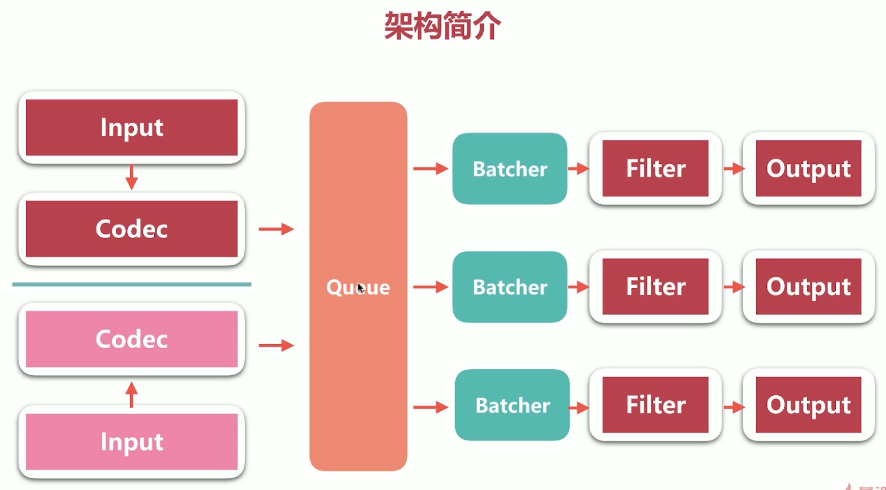 架构简介
Input
Codec
Codec
Input
Queue
Batcher
Filter
Output
Batcher
Filter
Output
Batcher
Filter
Output